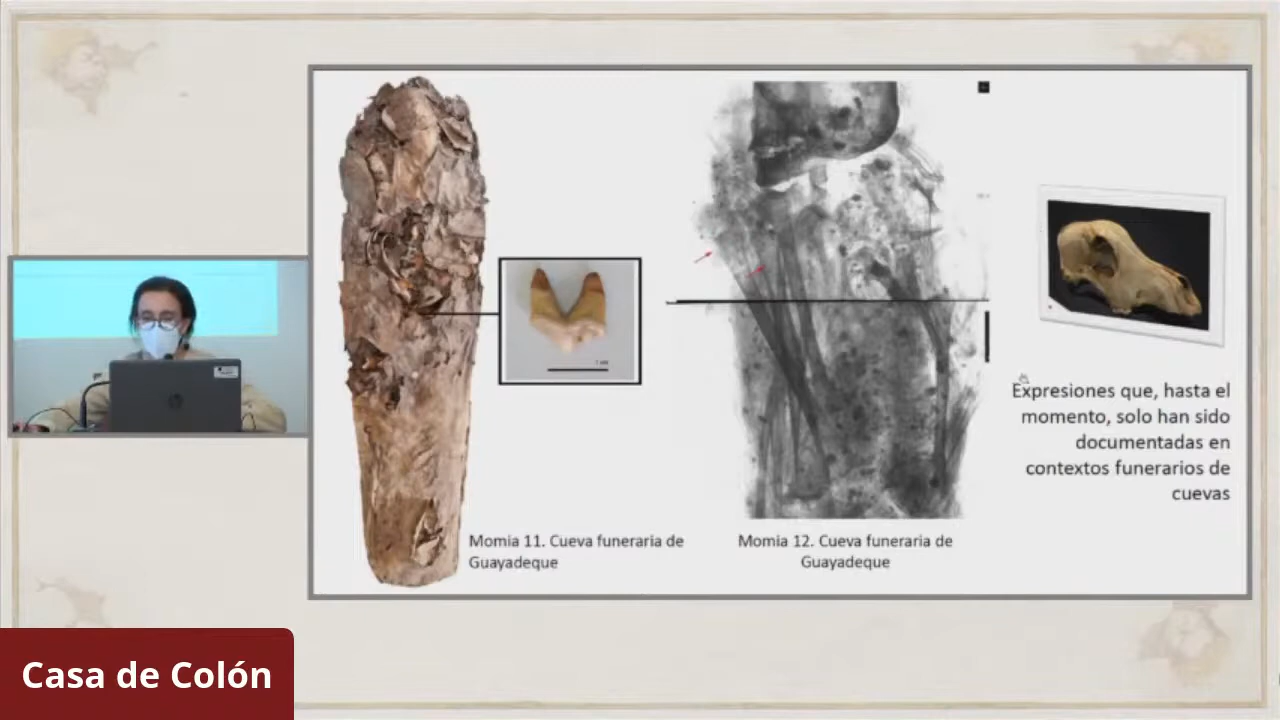 Momia 11. Cueva funeraria de
Guayadeque
Momia 12. Cueva funeraria de
Guayadeque
Expresiones que, hasta el
momento, solo han sido
documentadas en
contextos funerarios de
cuevas
Casa de Colón